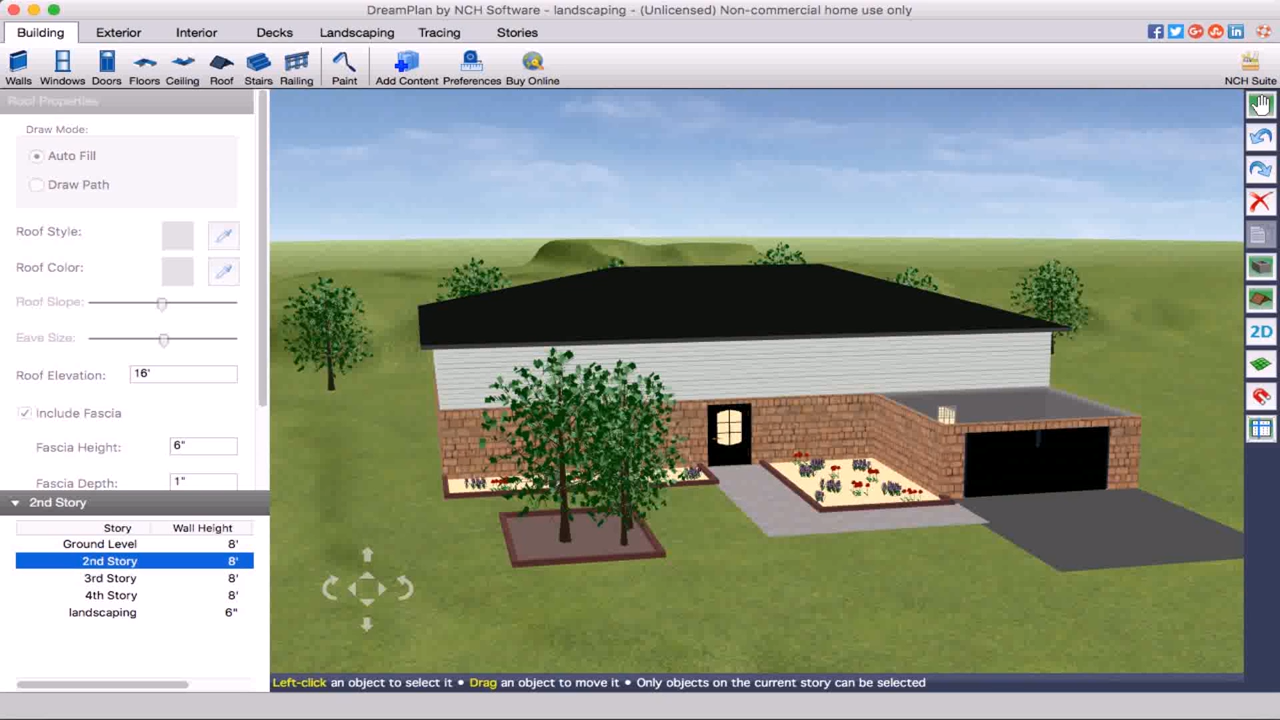 DreamPlan by NCH Software - landscaping - (Unlicensed) Non-commercial home use only
Building Exterior Interior Decks Landscaping Tracing Stories
Walls Windows Doors Floors Ceiling Roof Stairs Railing Paint Add Content Preferences Buy Online NCH Suite
Roof Properties
Draw Mode:
Auto Fill
Draw Path
Roof Style:
Roof Color:
Roof Slope:
Eave Size:
Roof Elevation: 16'
Include Fascia
Fascia Height: 6"
Fascia Depth: 1"
2nd Story
Story Wall Height
Ground Level 8'
2nd Story 8'
3rd Story 8'
4th Story 8'
landscaping 6"
2D
Left-click an object to select it • Drag an object to move it • Only objects on the current story can be selected